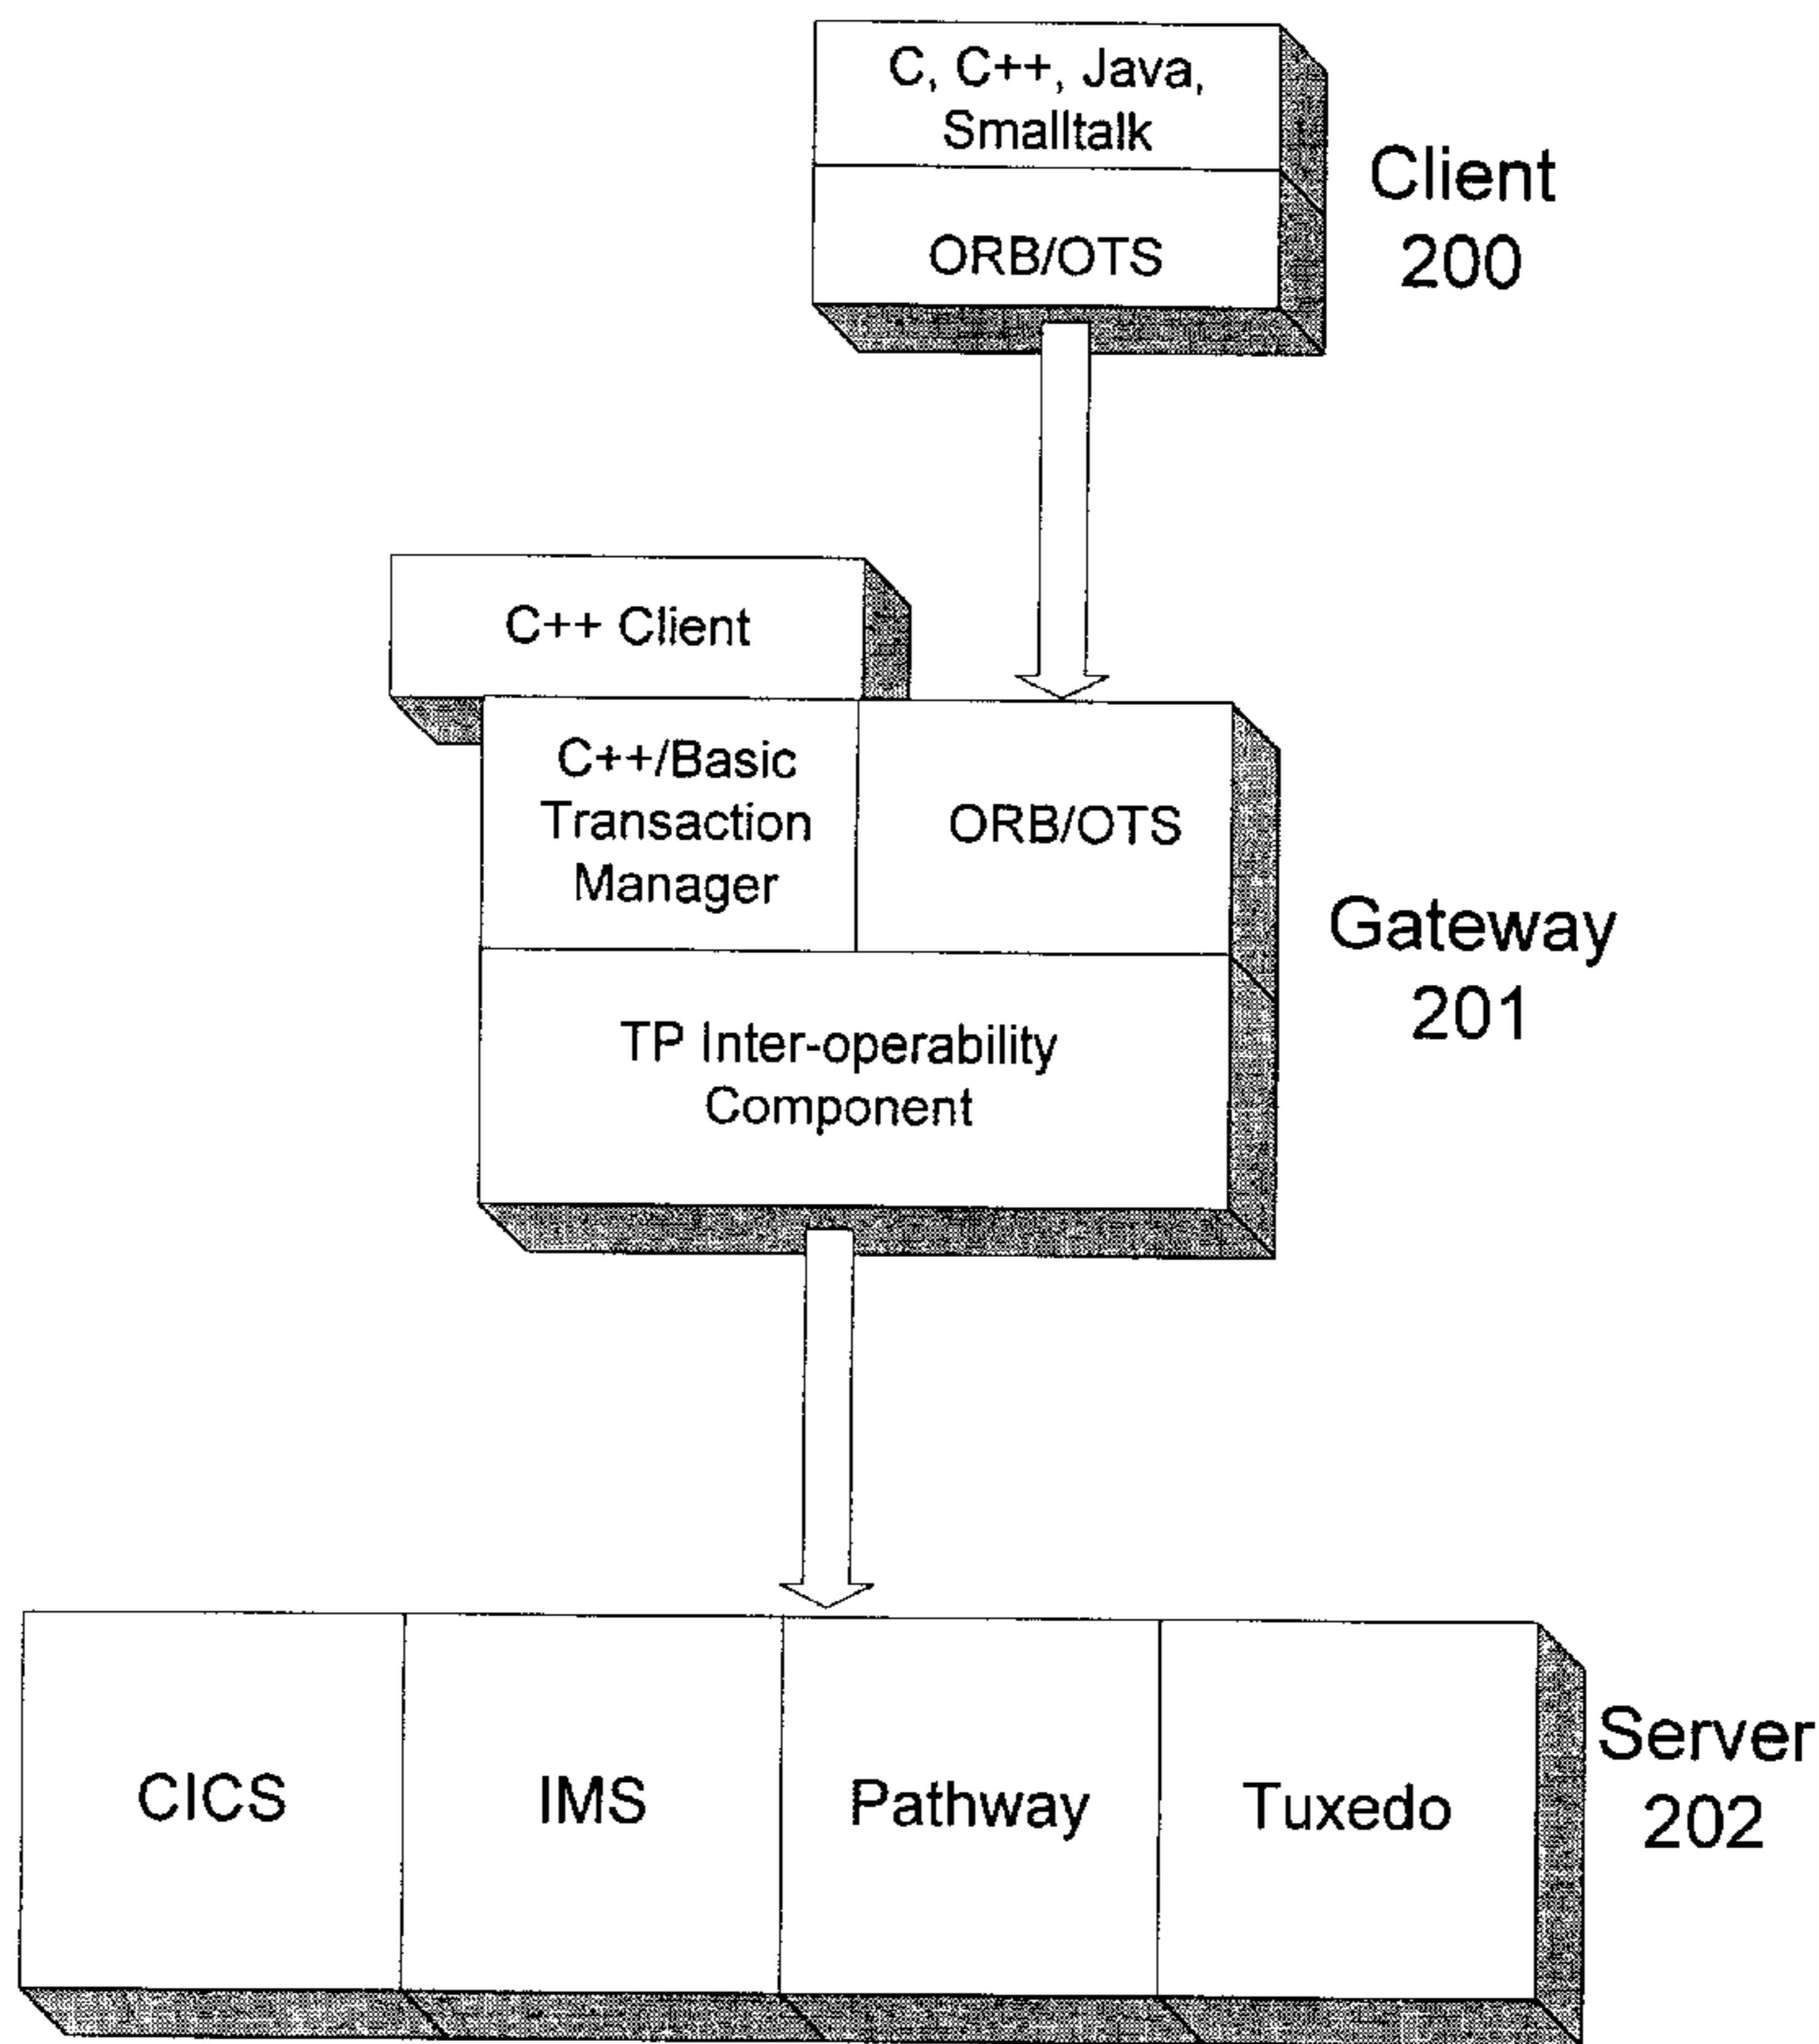 C, C++, Java,
Smalltalk
ORB/OTS
Client
200
C++ Client
C++/Basic
Transaction
Manager
ORB/OTS
TP Inter-operability
Component
Gateway
201
CICS
IMS
Pathway
Tuxedo
Server
202